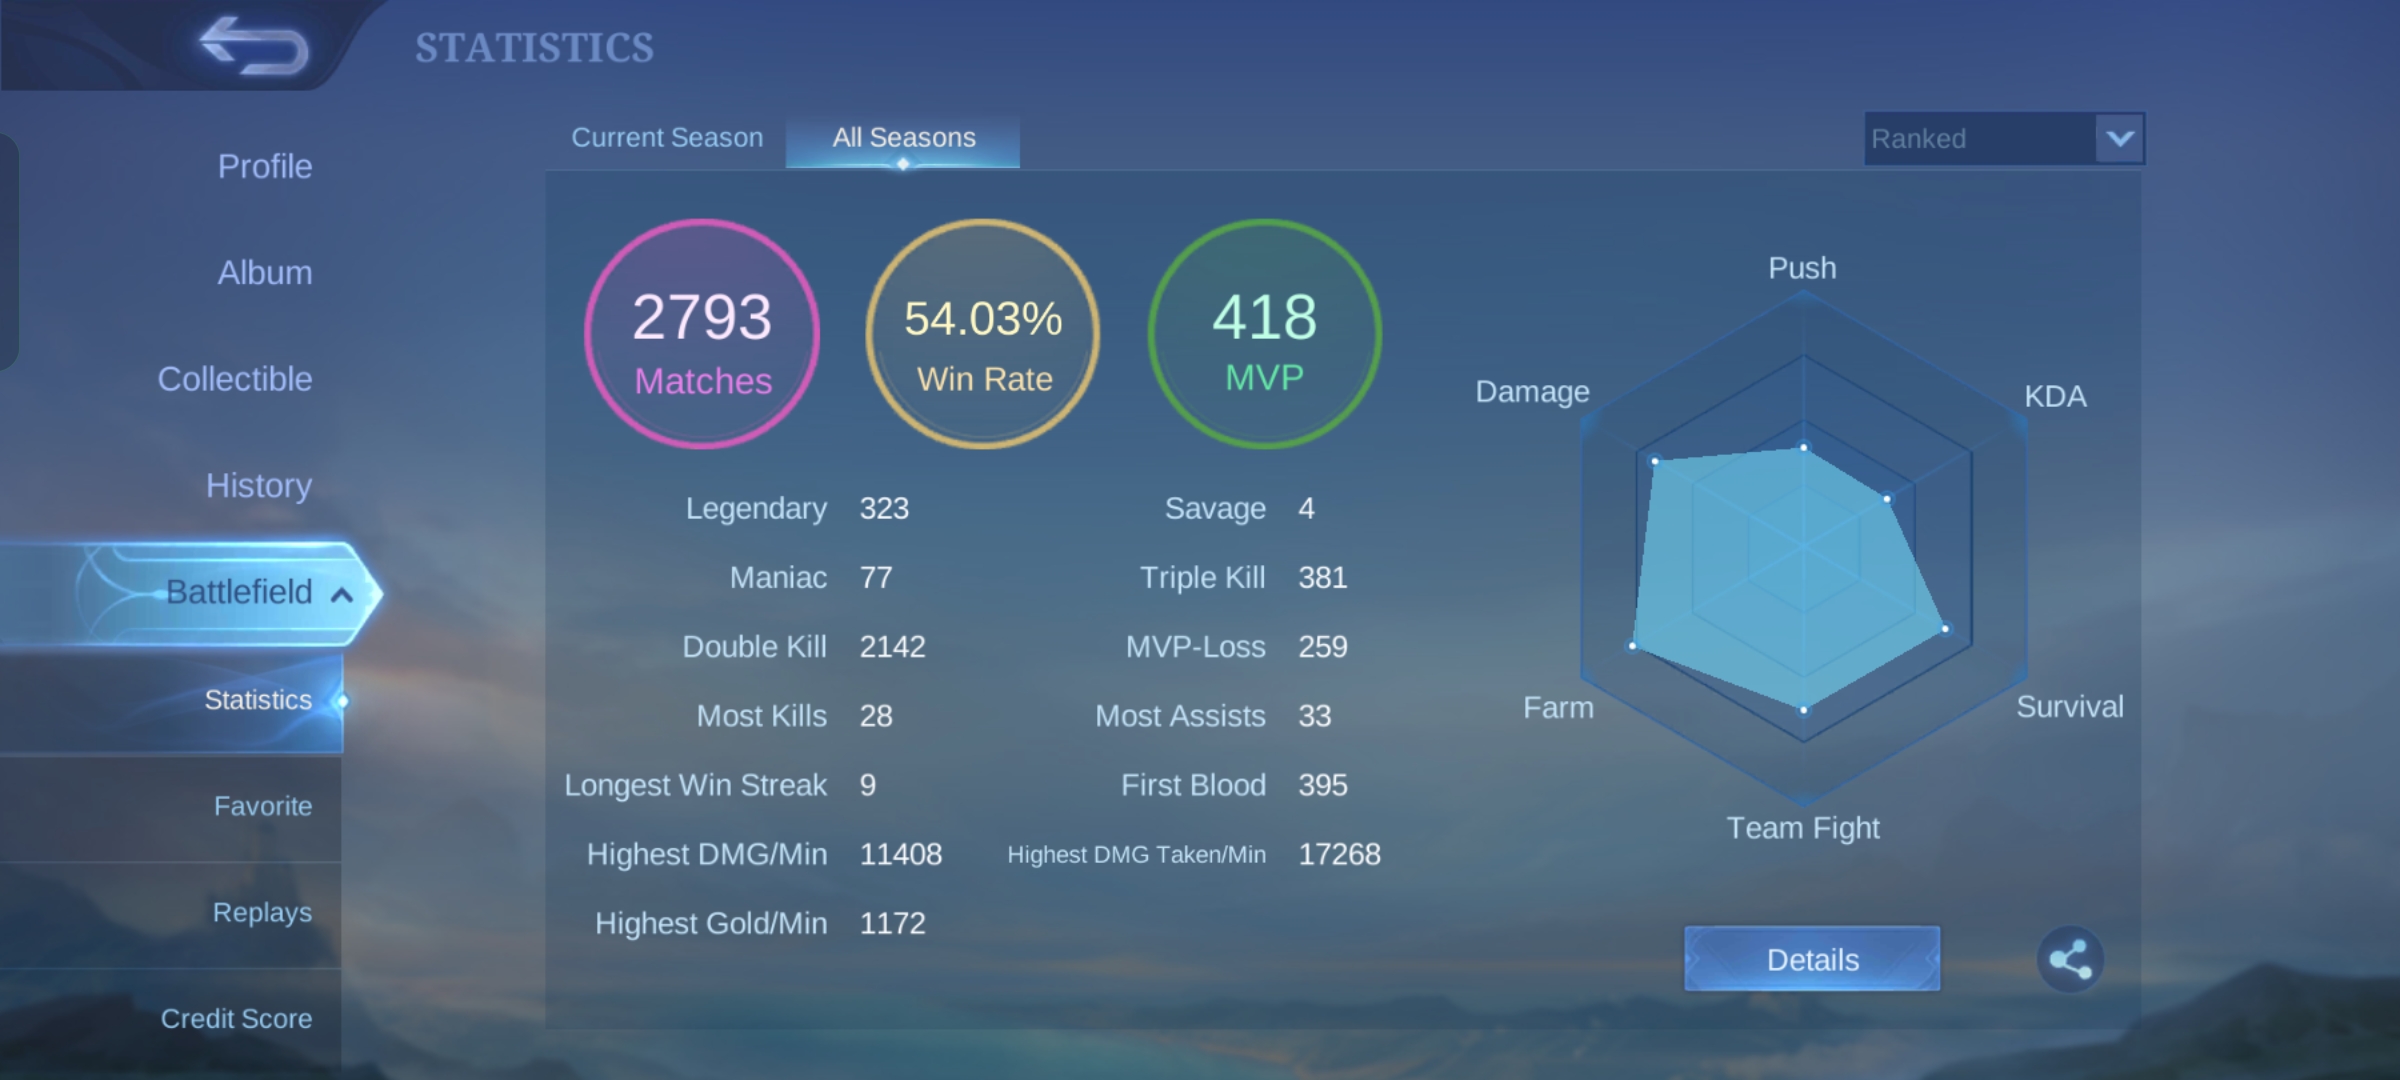 STATISTICS
Profile
Album
Collectible
History
Battlefield
Statistics
Favorite
Replays
Credit Score
Current Season
All Seasons
Ranked
2793
Matches
54.03%
Win Rate
418
MVP
Legendary 323
Savage 4
Maniac 77
Triple Kill 381
Double Kill 2142
MVP-Loss 259
Most Kills 28
Most Assists 33
Longest Win Streak 9
First Blood 395
Highest DMG/Min 11408
Highest DMG Taken/Min 17268
Highest Gold/Min 1172
Push
Damage
KDA
Farm
Survival
Team Fight
Details